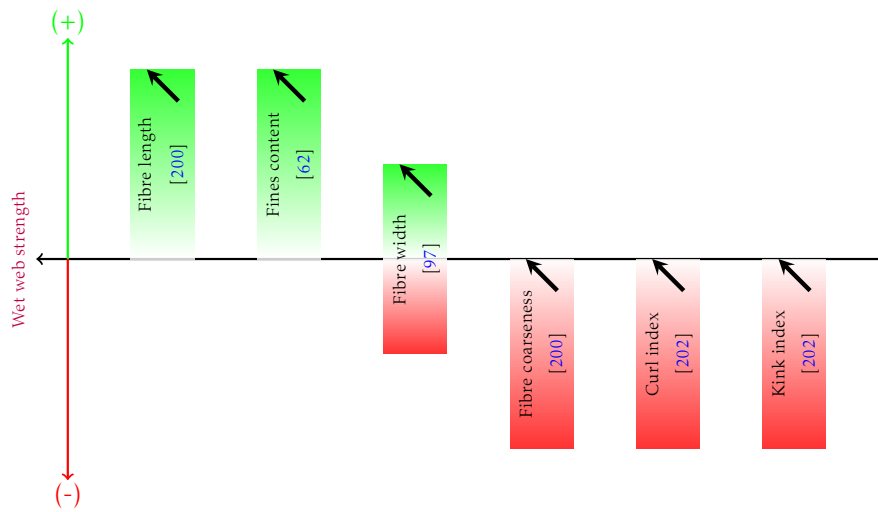 (+)
Wet web strength
Fibre length
[200]
Fines content
[62]
Fibre width
[97]
Fibre coarseness
[200]
Curl index
[202]
Kink index
[202]
(-)